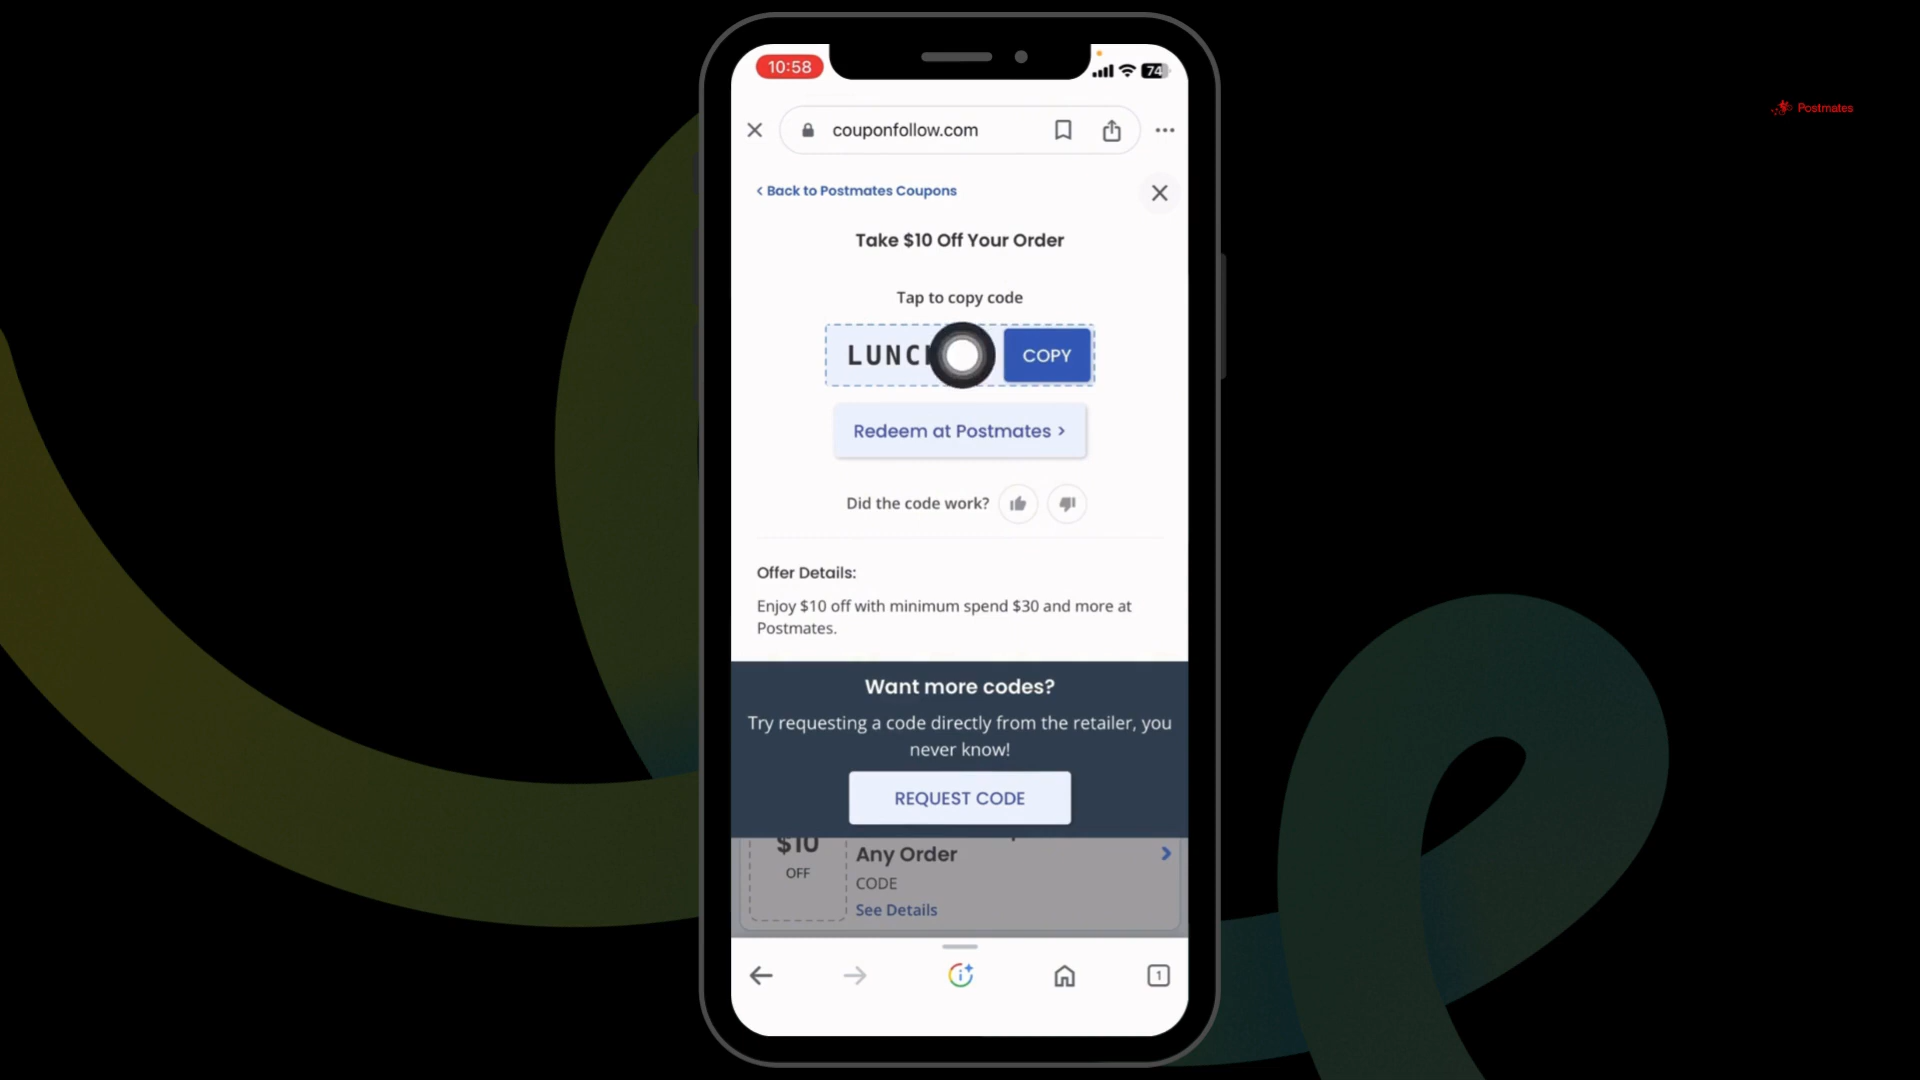 10:58
74
Postmates
couponfollow.com
< Back to Postmates Coupons
Take $10 Off Your Order
Tap to copy code
COPY
Redeem at Postmates >
Did the code work?
Offer Details:
Enjoy $10 off with minimum spend $30 and more at
Postmates.
Want more codes?
Try requesting a code directly from the retailer, you
never know!
REQUEST CODE
$10
OFF
Any Order
CODE
See Details
1